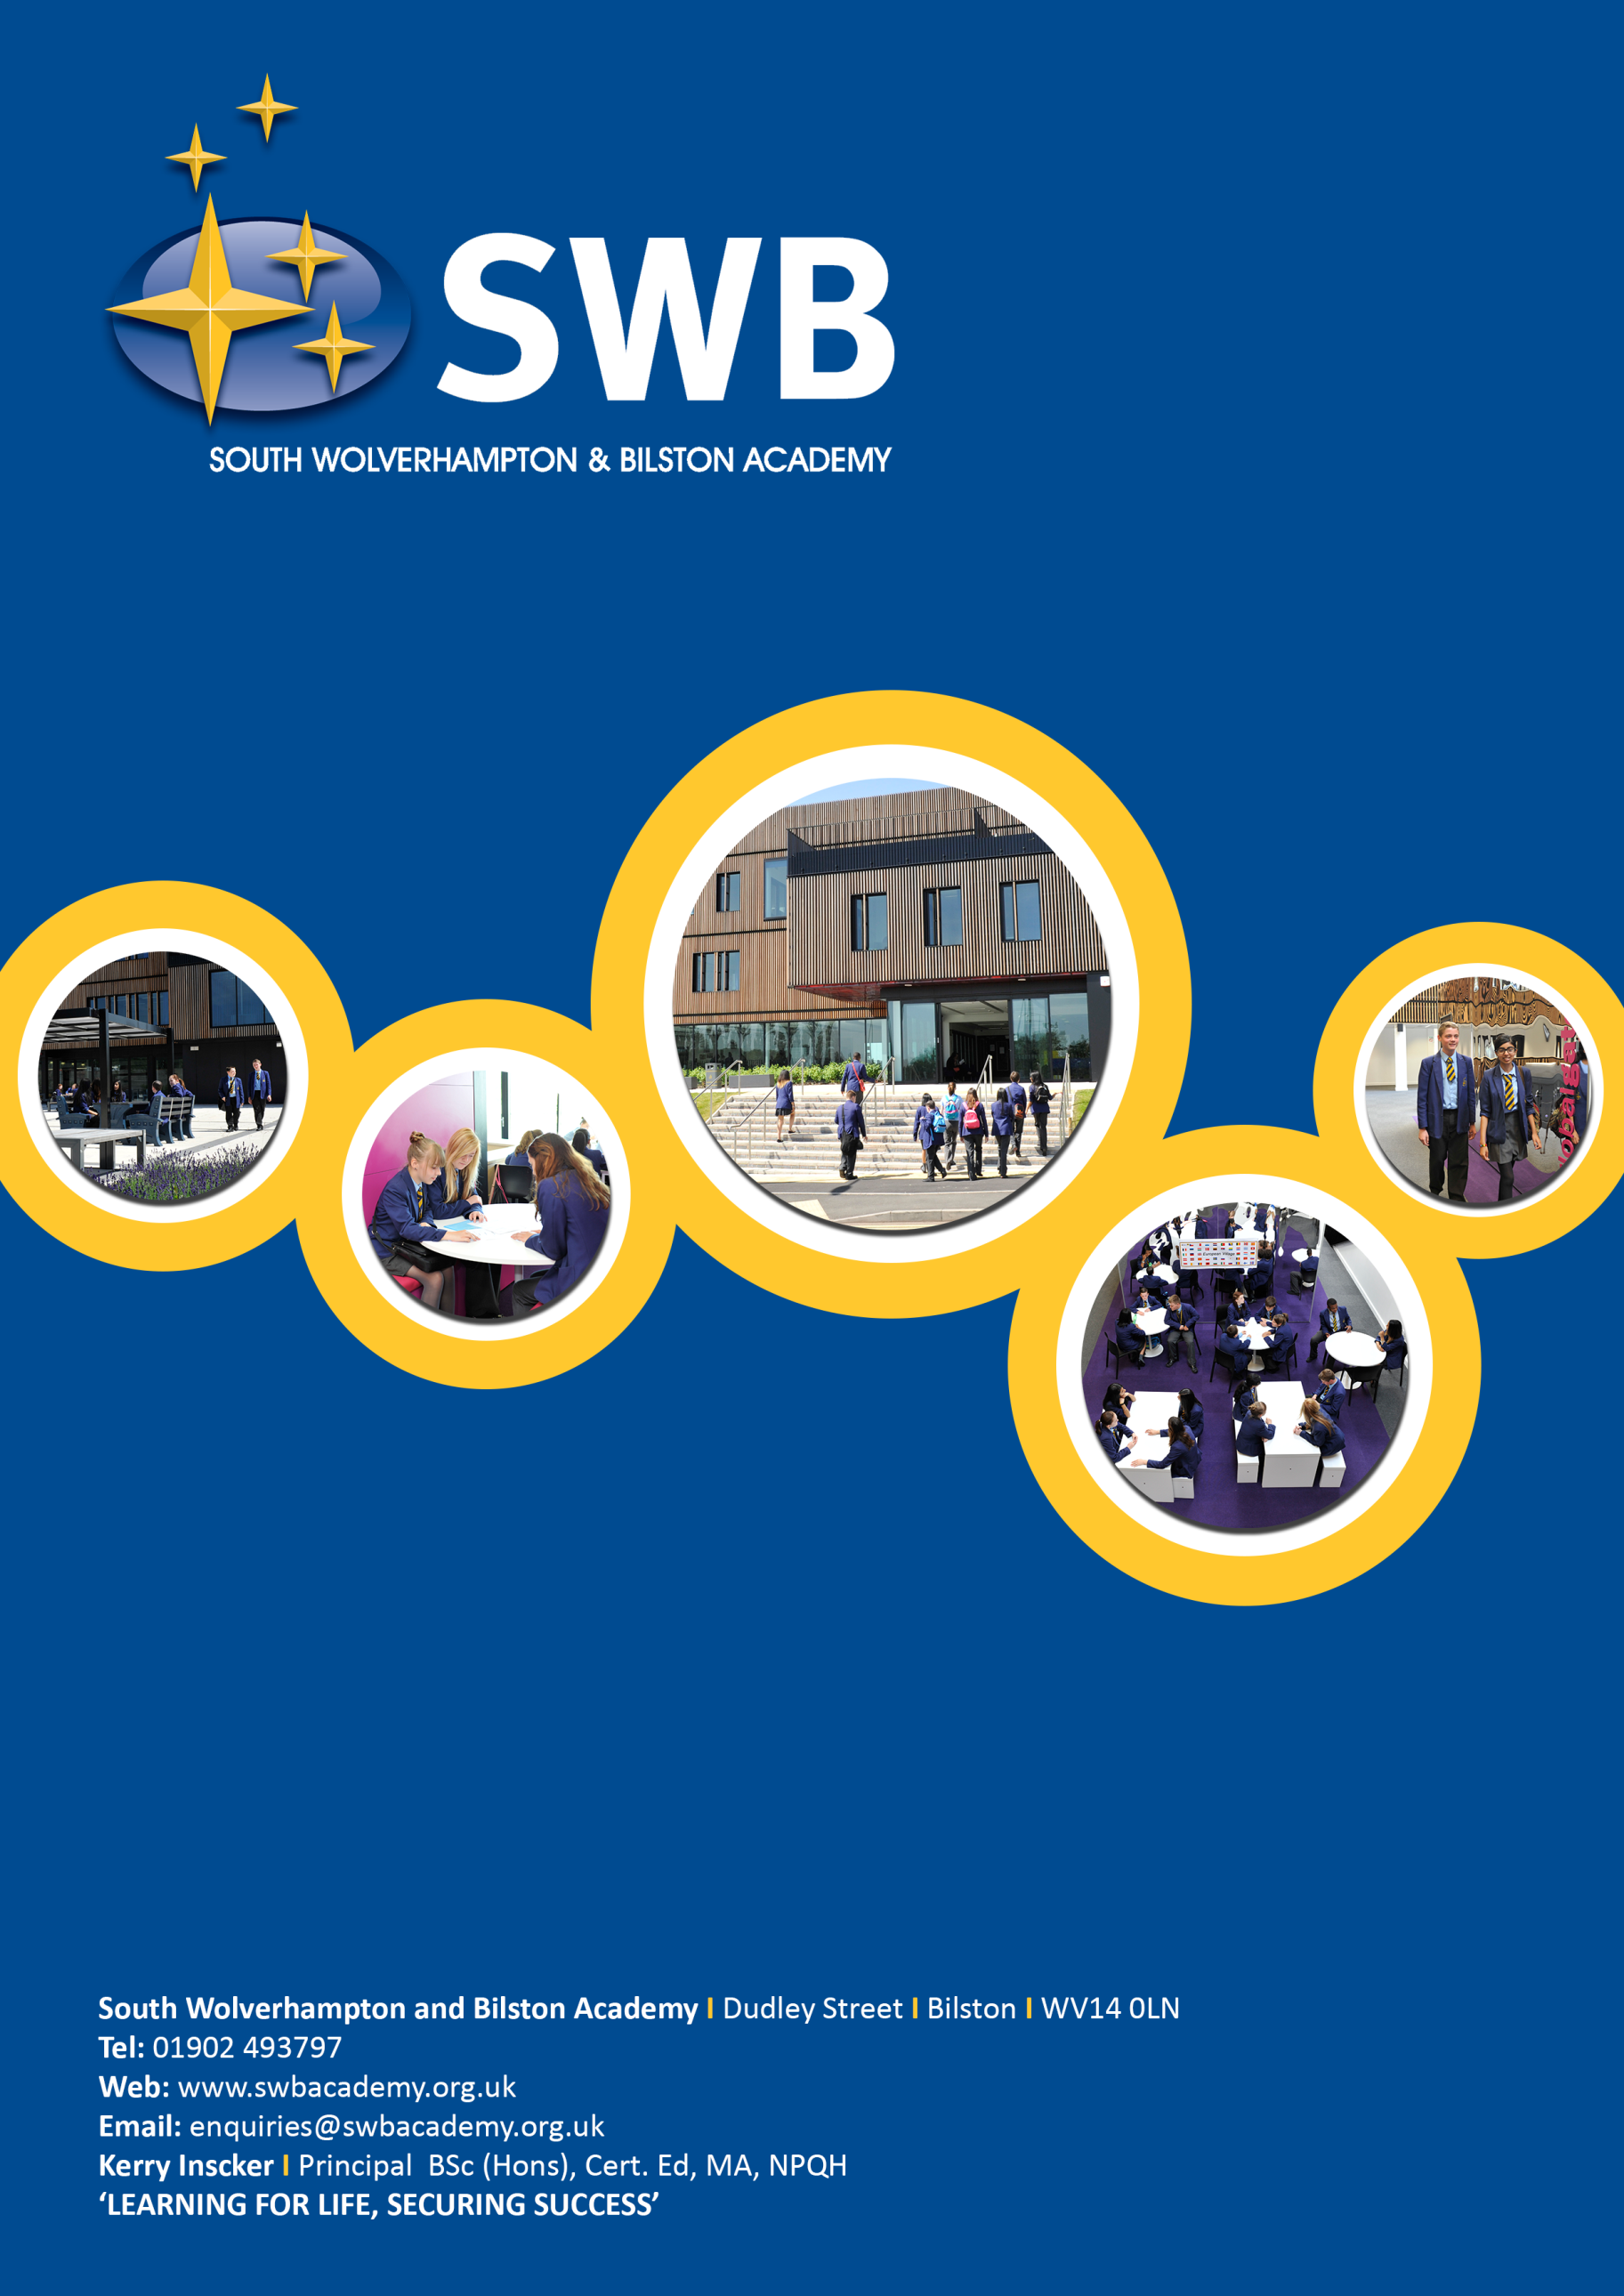 SWB
SOUTH WOLVERHAMPTON & BILSTON ACADEMY
European Village
South Wolverhampton and Bilston Academy I Dudley Street I Bilston I WV14 0LN
Tel: 01902 493797
Web: www.swbacademy.org.uk
Email: enquiries@swbacademy.org.uk
Kerry Inscker I Principal  BSc (Hons), Cert. Ed, MA, NPQH
‘LEARNING FOR LIFE, SECURING SUCCESS’